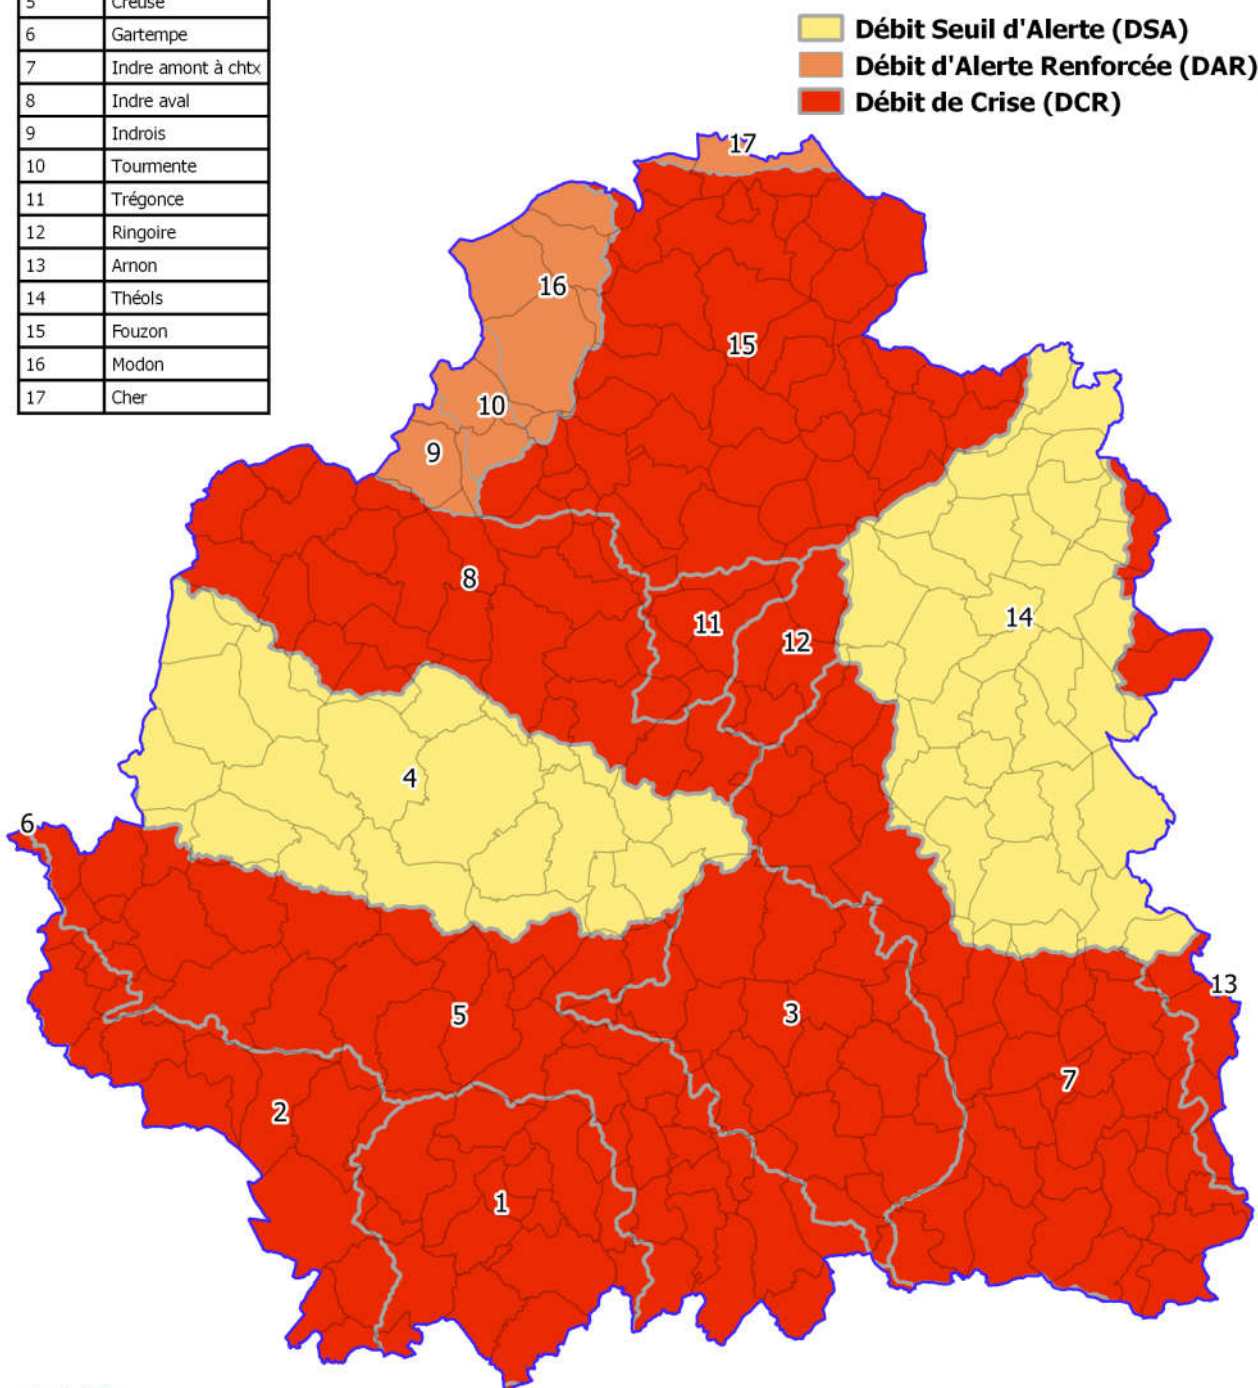 5 Creuse
6 Gartempe
7 Indre amont à chtx
8 Indre aval
9 Indrois
10 Tourmente
11 Trégonce
12 Ringoire
13 Arnon
14 Théols
15 Fouzon
16 Modon
17 Cher
Débit Seuil d'Alerte (DSA)
Débit d'Alerte Renforcée (DAR)
Débit de Crise (DCR)
17
16
15
10
9
8
11
14
12
4
6
13
5
3
7
2
1